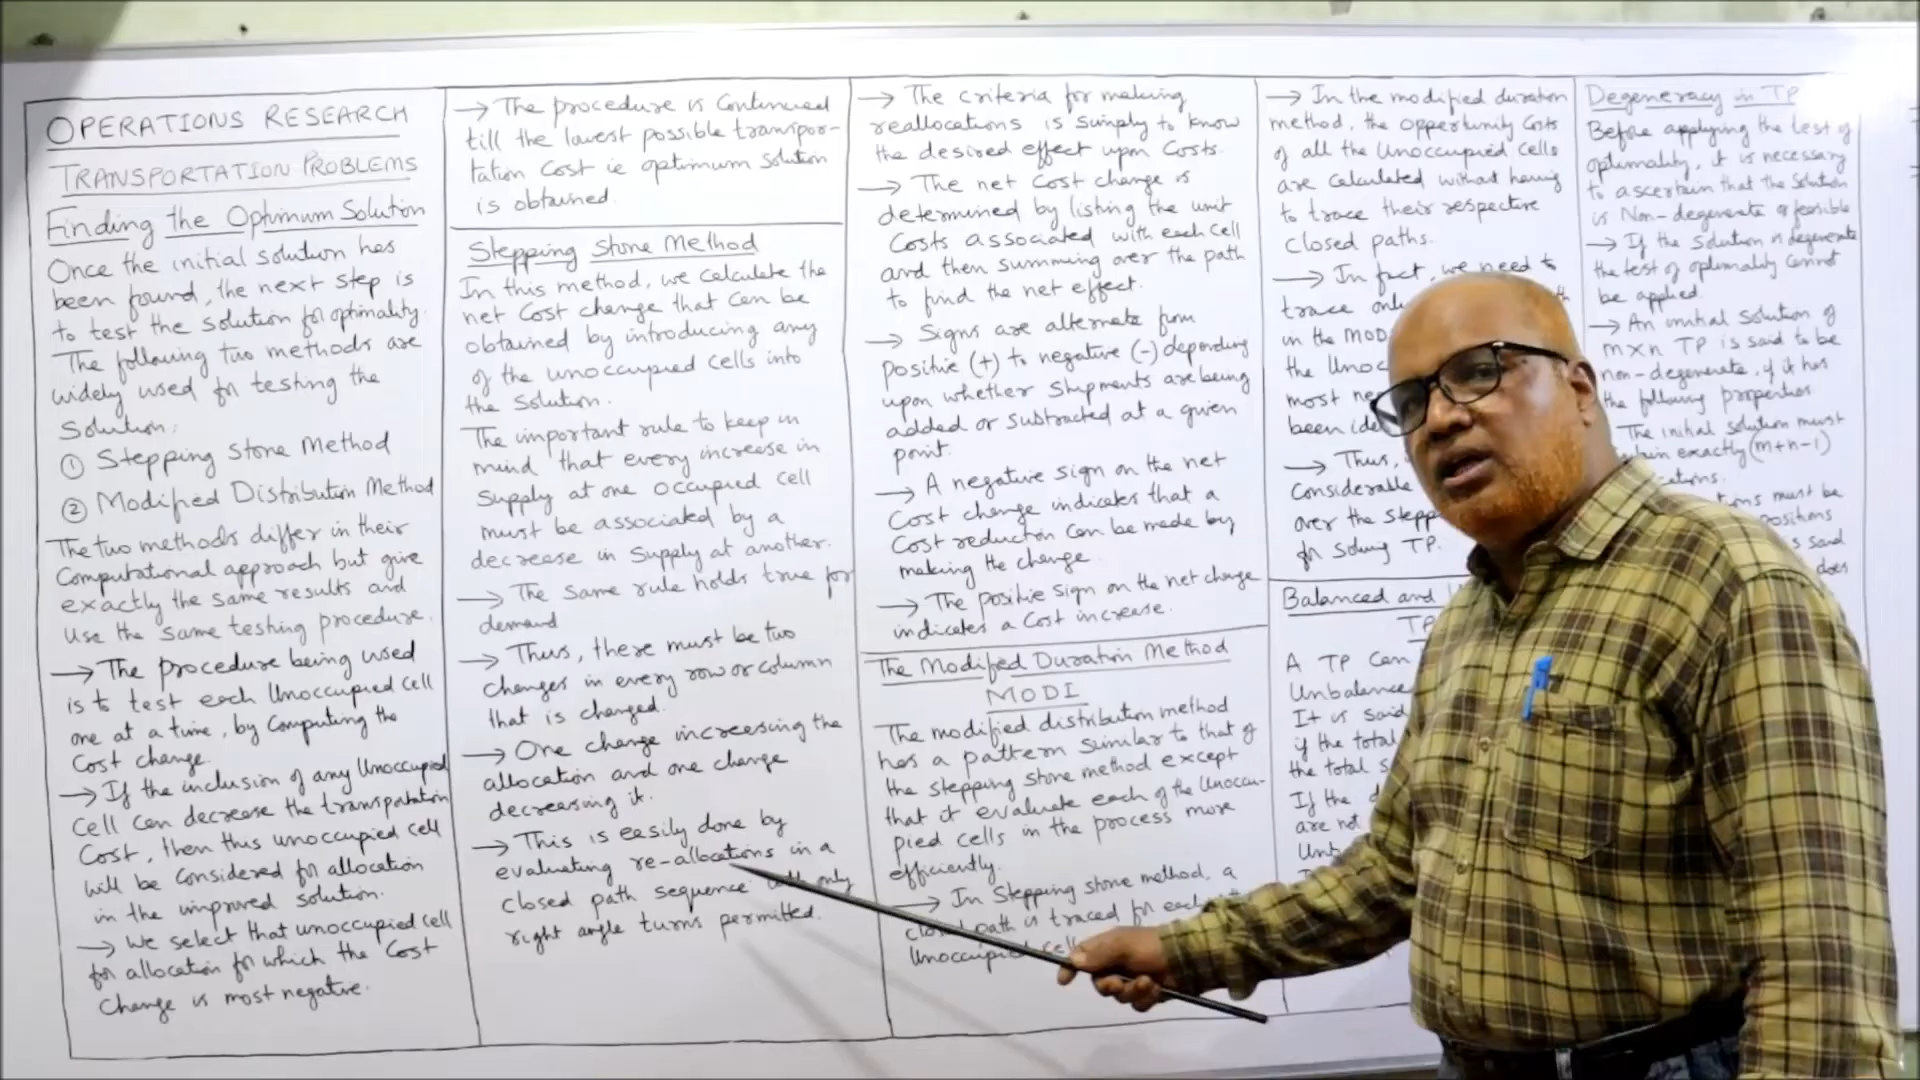 OPERATIONS RESEARCH
TRANSPORTATION PROBLEMS
Finding the Optimum Solution
Once the initial solution has
been found, the next step is
to test the solution for optimality.
The following two methods are
widely used for testing the
Solution:
① Stepping Stone Method
② Modified Distribution Method
The two methods differ in their
Computational approach but give
exactly the same results and
use the same testing procedure.
→ The procedure being used
is to test each Unoccupied cell
one at a time, by Computing the
Cost change.
→ If the inclusion of any Unoccupied
Cell can decrease the transportation
Cost, then this unoccupied cell
will be Considered for allocation
in the improved solution.
→ We select that unoccupied cell
for allocation for which the Cost
Change is most negative.
→ The procedure is Continued
till the lowest possible transpor-
tation Cost ie optimum solution
is obtained.
Stepping Stone Method
In this method, we calculate the
net Cost change that can be
obtained by introducing any
of the unoccupied cells into
the solution.
The important rule to keep in
mind that every increase in
Supply at one occupied cell
must be associated by a
decrease in supply at another.
→ The same rule holds true for
demand
→ Thus, there must be two
changes in every row or column
that is changed.
→ One change increasing the
allocation and one change
decreasing it.
→ This is easily done by
evaluating re-allocations in a
closed path sequence with only
right angle turns permitted.
→ The criteria for making
reallocations is simply to know
the desired effect upon Costs.
→ The net Cost change is
determined by listing the unit
Costs associated with each cell
and then summing over the path
to find the net effect.
→ Signs are alternate from
Positive (+) to negative (-) depending
upon whether shipments are being
added or subtracted at a given
point.
→ A negative sign on the net
Cost change indicates that a
Cost reduction can be made by
making the change.
→ The positive sign on the net change
indicates a Cost increase.
The Modified Duration Method
MODI
The modified distribution method
has a pattern similar to that of
the stepping stone method except
that it evaluate each of the Unoccu-
pied cells in the process more
efficiently.
→ In Stepping stone method, a
closed path is traced for each
Unoccupied cell
→ In the modified duration
method, the opportunity Costs
of all the Unoccupied cells
are Calculated without having
to trace their respective
closed paths.
→ In fact, we need to
trace only
in the MOD
the Unoc
most ne
been ide
→ Thus,
Considerable
over the Stepp
for solving TP.
Balanced and
TP
A TP Can
Unbalance
It is said
if the total
the total s
If the d
are not
Degeneracy in TP
Before applying the test of
optimality, it is necessary
to ascertain that the solution
is Non-degenerate & feasible
→ If the solution is degenerate
the test of optimality cannot
be applied
→ An initial solution of
m×n TP is said to be
non-degenerate, if it has
the following properties
The initial solution must
exactly (m+n-1)
must be
positions
said
does